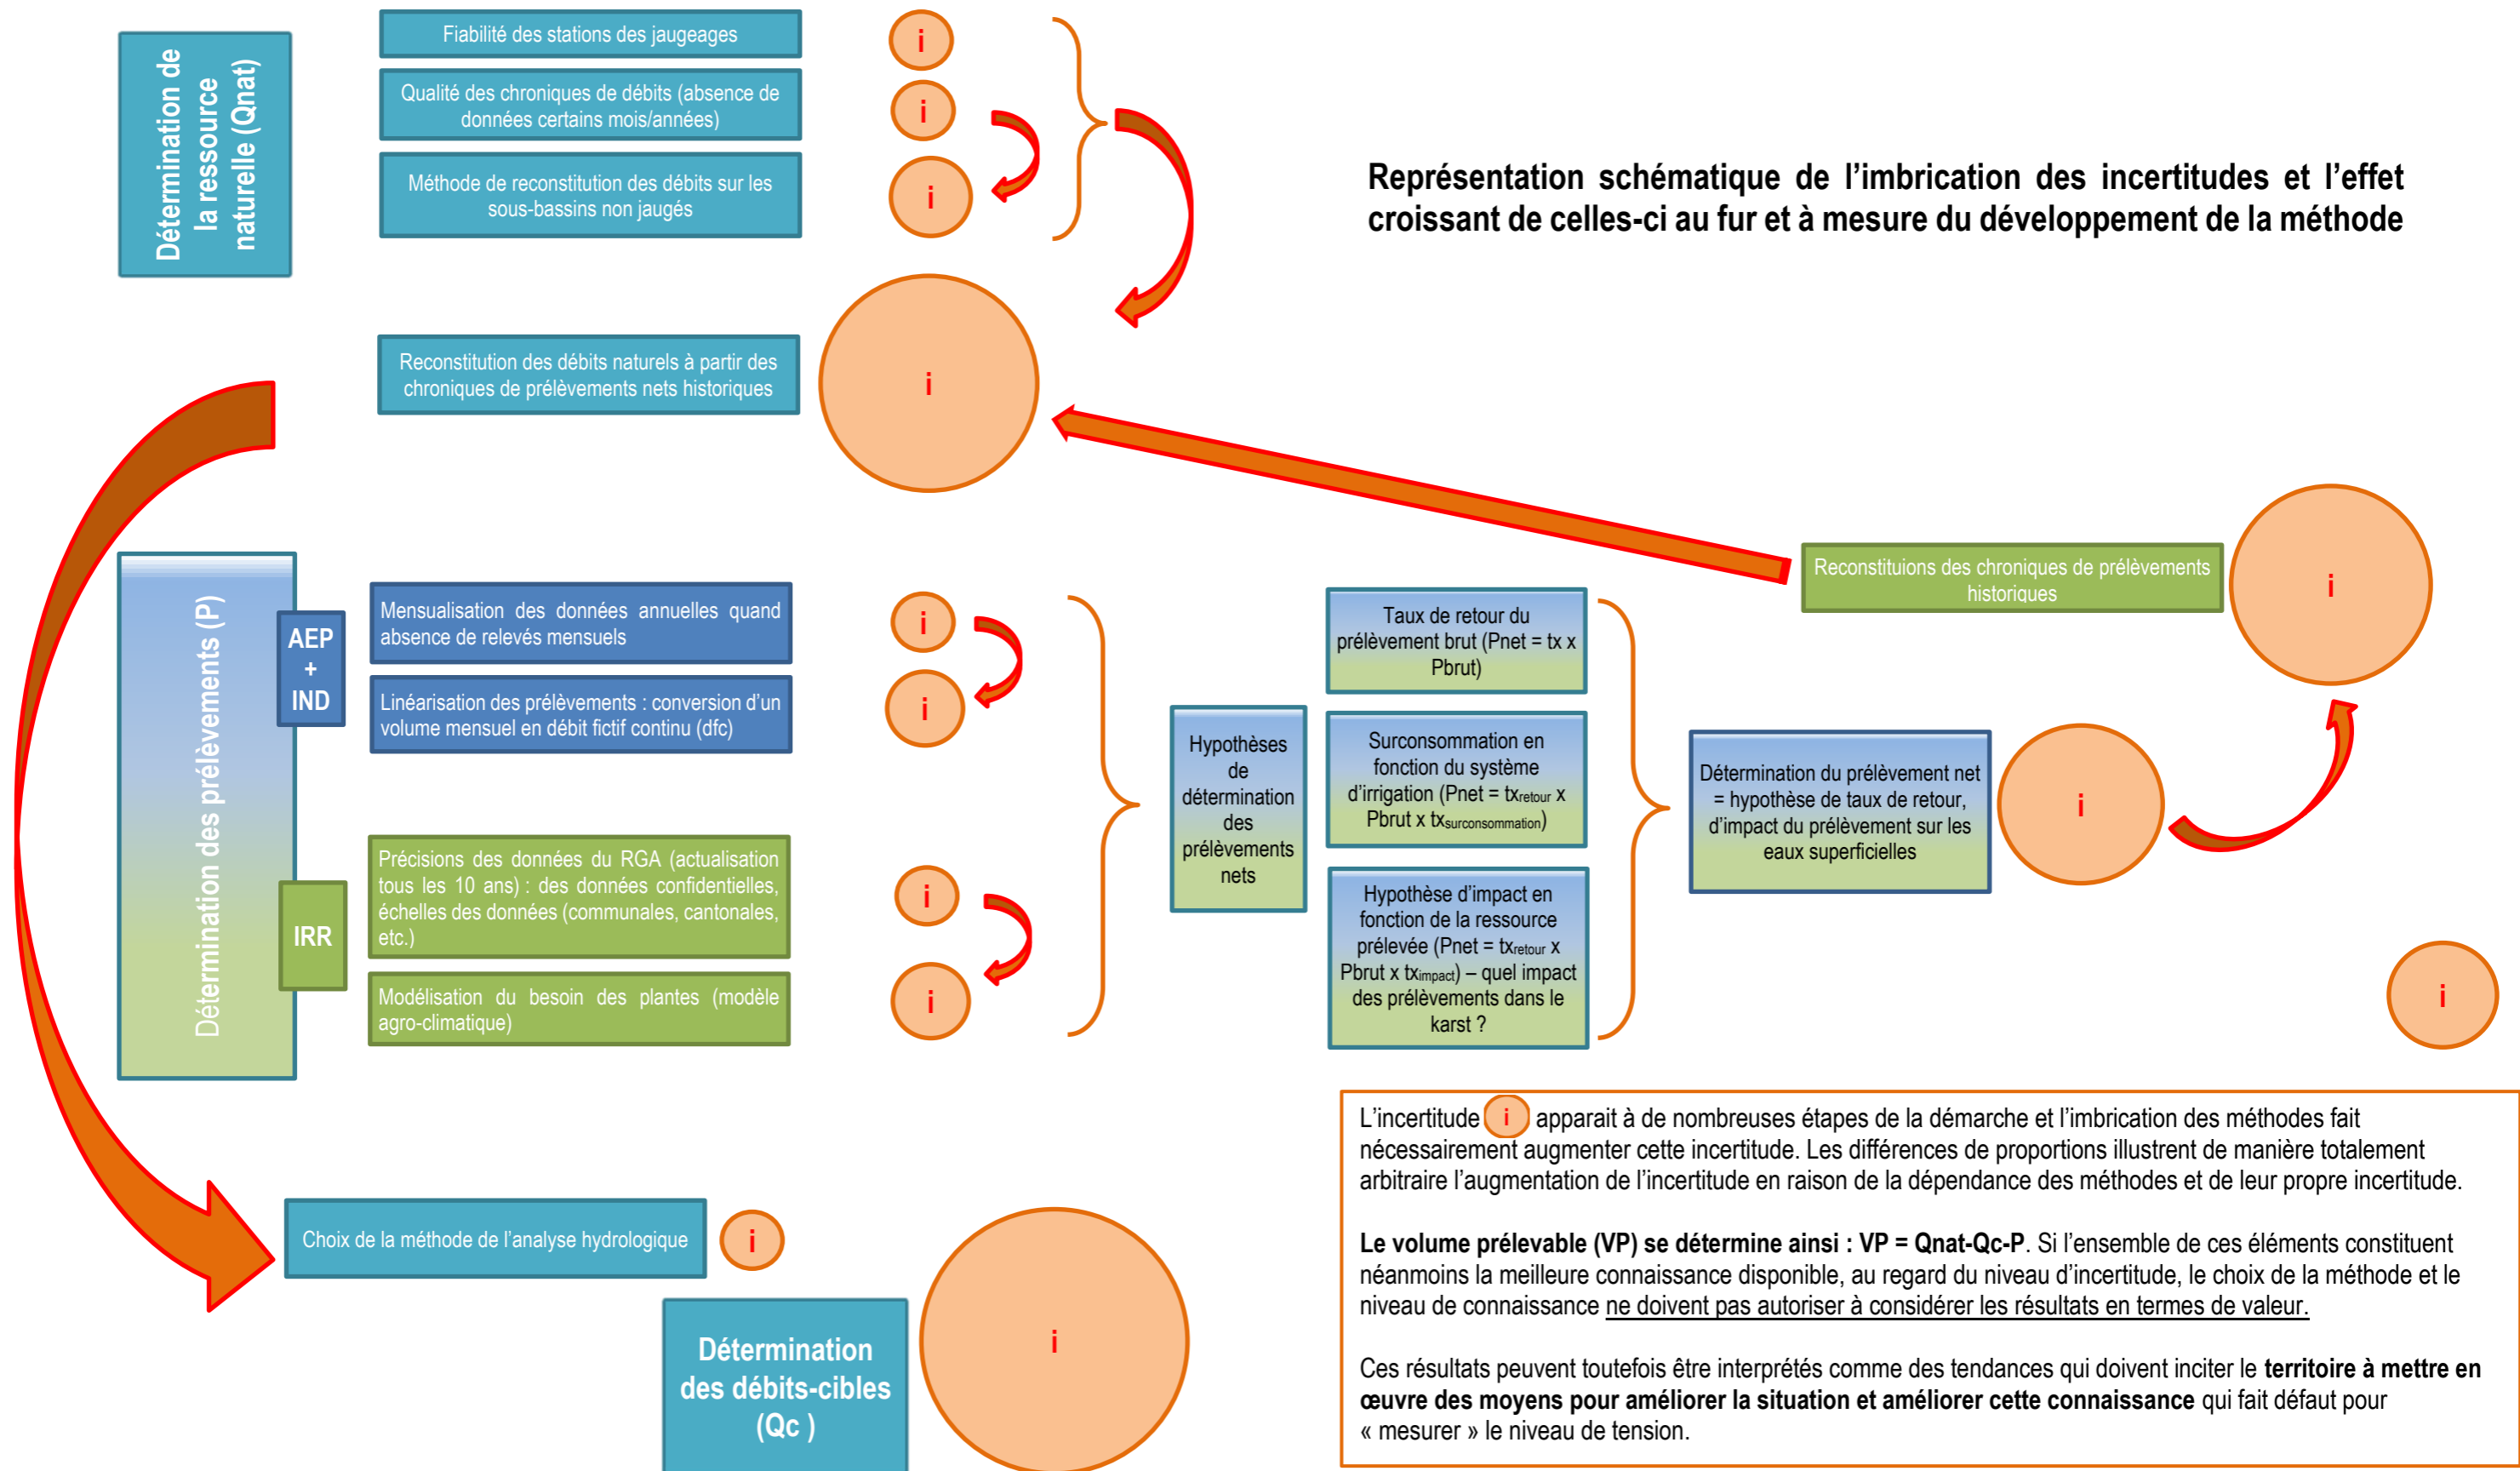 Détermination de
la ressource
naturelle (Qnat)
Fiabilité des stations des jaugeages
i
Qualité des chroniques de débits (absence de
données certains mois/années)
i
Méthode de reconstitution des débits sur les
sous-bassins non jaugés
i
Représentation schématique de l’imbrication des incertitudes et l’effet
croissant de celles-ci au fur et à mesure du développement de la méthode
Reconstitution des débits naturels à partir des
chroniques de prélèvements nets historiques
i
Détermination des prélèvements (P)
AEP
+
IND
Mensualisation des données annuelles quand
absence de relevés mensuels
i
Linéarisation des prélèvements : conversion d’un
volume mensuel en débit fictif continu (dfc)
i
IRR
Précisions des données du RGA (actualisation
tous les 10 ans) : des données confidentielles,
échelles des données (communales, cantonales,
etc.)
i
Modélisation du besoin des plantes (modèle
agro-climatique)
i
Hypothèses
de
détermination
des
prélèvements
nets
Taux de retour du
prélèvement brut (Pnet = tx x
Pbrut)
Surconsommation en
fonction du système
d’irrigation (Pnet = txretour x
Pbrut x txsurconsommation)
Hypothèse d’impact en
fonction de la ressource
prélevée (Pnet = txretour x
Pbrut x tximpact) – quel impact
des prélèvements dans le
karst ?
Détermination du prélèvement net
= hypothèse de taux de retour,
d’impact du prélèvement sur les
eaux superficielles
i
Reconstituions des chroniques de prélèvements
historiques
i
i
Choix de la méthode de l’analyse hydrologique
i
Détermination
des débits-cibles
(Qc )
i
L’incertitude i apparait à de nombreuses étapes de la démarche et l’imbrication des méthodes fait
nécessairement augmenter cette incertitude. Les différences de proportions illustrent de manière totalement
arbitraire l’augmentation de l’incertitude en raison de la dépendance des méthodes et de leur propre incertitude.
Le volume prélevable (VP) se détermine ainsi : VP = Qnat-Qc-P. Si l’ensemble de ces éléments constituent
néanmoins la meilleure connaissance disponible, au regard du niveau d’incertitude, le choix de la méthode et le
niveau de connaissance ne doivent pas autoriser à considérer les résultats en termes de valeur.
Ces résultats peuvent toutefois être interprétés comme des tendances qui doivent inciter le territoire à mettre en
œuvre des moyens pour améliorer la situation et améliorer cette connaissance qui fait défaut pour
« mesurer » le niveau de tension.